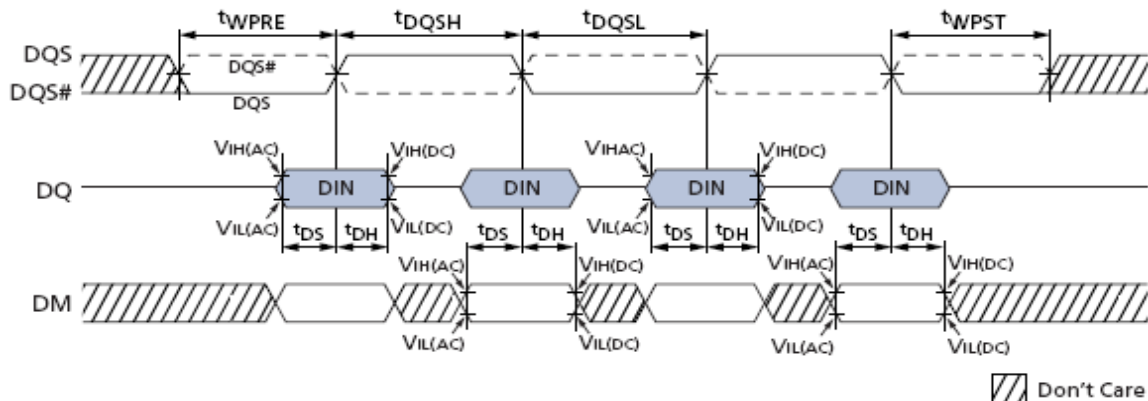 tWPRE tDQSH tDQSL tWPST
DQS
DQS#
DQS#
DQS
VIH(AC) VIH(DC) VIHAC) VIH(DC)
DQ DIN DIN DIN DIN
VIL(AC) VIL(DC) VIL(AC) VIL(DC)
tDS tDH tDS tDH tDS tDH tDS tDH
VIH(AC) VIH(DC) VIH(AC) VIH(DC)
DM
VIL(AC) VIL(DC) VIL(AC) VIL(DC)
Don't Care